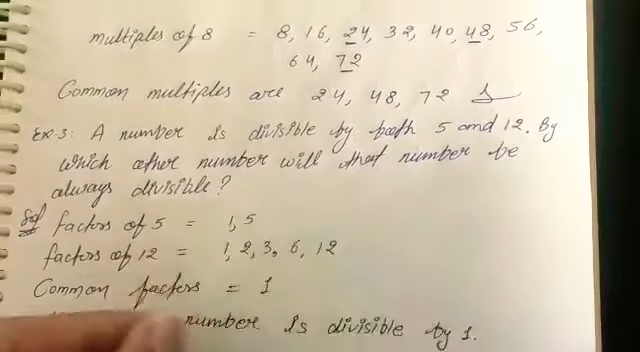 multiples of 8 = 8, 16, 24, 32, 40, 48, 56,
64, 72
Common multiples are 24, 48, 72
Ex-3: A number is divisible by both 5 and 12. By
which other number will that number be
always divisible?
Sol factors of 5 = 1, 5
factors of 12 = 1, 2, 3, 6, 12
Common factors = 1
number is divisible by 1.